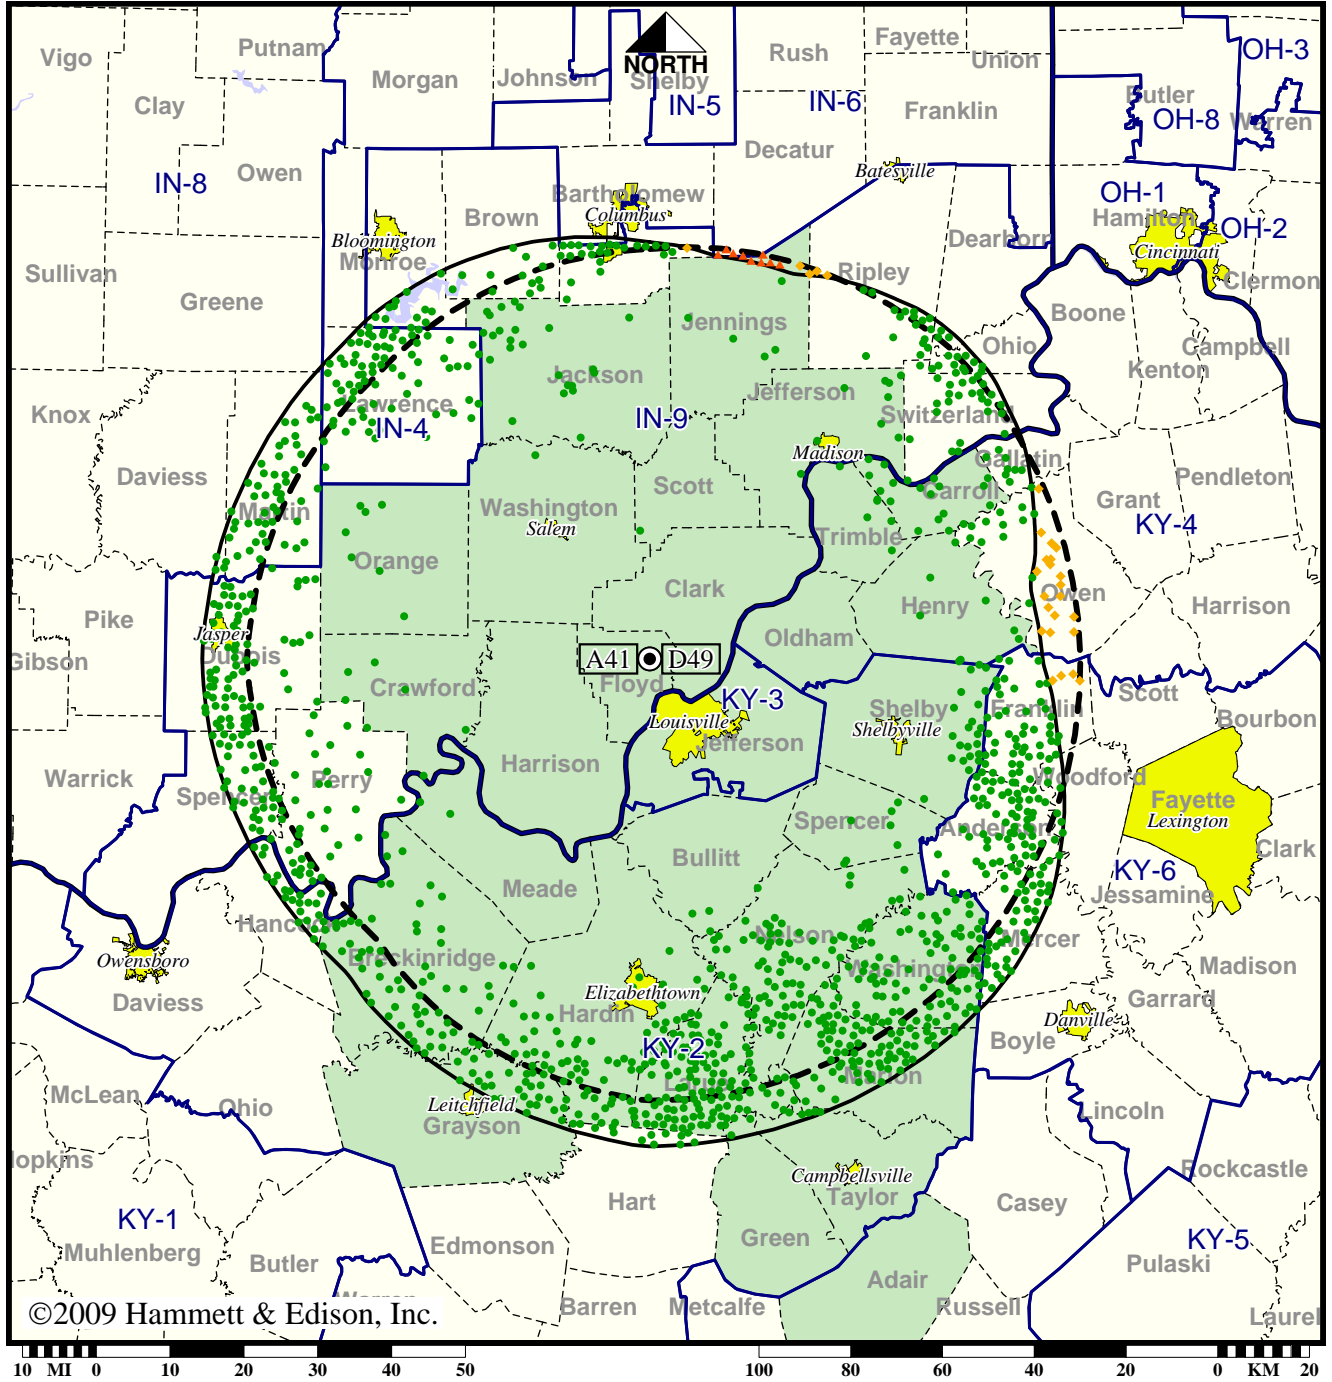 Vigo
Putnam
Morgan
Johnson
Shelby
NORTH
Rush
Fayette
Union
OH-3
Clay
IN-5
IN-6
Franklin
Butler
OH-8
Warren
Owen
IN-8
Decatur
Batesville
Bartholomew
Columbus
Brown
OH-1
Hamilton
OH-2
Cincinnati
Bloomington
Monroe
Dearborn
Sullivan
Greene
Ripley
Clermon
Boone
Jennings
Ohio
Campbell
Kenton
Jackson
Jefferson
Knox
Lawrence
IN-4
IN-9
Switzerland
Madison
Gallatin
Daviess
Scott
Carroll
Pendleton
Grant
KY-4
Martin
Washington
Salem
Trimble
Orange
Clark
Owen
Henry
Harrison
Pike
Jasper
Dubois
Gibson
Oldham
A41
D49
Floyd
Crawford
KY-3
Scott
Louisville
Jefferson
Shelby
Shelbyville
Franklin
Bourbon
Warrick
Perry
Harrison
Woodford
Spencer
Fayette
Lexington
Spencer
Anderson
Clark
Bullitt
Meade
KY-6
Jessamine
Hancock
Nelson
Mercer
Breckinridge
Owensboro
Daviess
Washington
Madison
Elizabethtown
Hardin
Garrard
Danville
Boyle
KY-2
Larue
Marion
McLean
Ohio
Leitchfield
Grayson
Lincoln
Hopkins
Campbellsville
Taylor
Rockcastle
Hart
Casey
KY-1
Muhlenberg
Green
KY-5
Edmonson
Butler
Pulaski
Adair
Warren
Barren
Metcalfe
Russell
Laurel
©2009 Hammett & Edison, Inc.
10 MI 0 10 20 30 40 50
100 80 60 40 20 0 KM 20